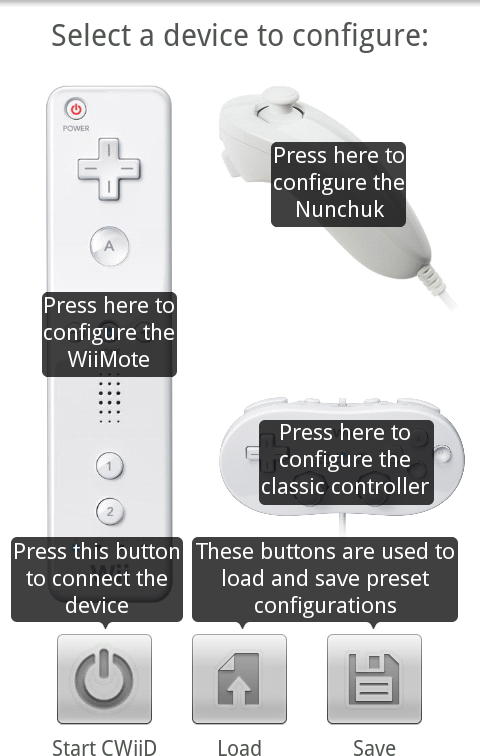 Select a device to configure:
POWER
A
Press here to
configure the
Nunchuk
Press here to
configure the
WiiMote
Press here to
configure the
classic controller
1
2
Press this button
to connect the
device
These buttons are used to
load and save preset
configurations
Start CWiiD
Load
Save